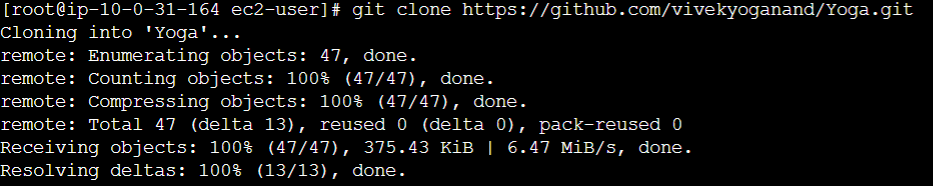 [root@ip-10-0-31-164 ec2-user]# git clone https://github.com/vivekyoganand/Yoga.git
Cloning into 'Yoga'...
remote: Enumerating objects: 47, done.
remote: Counting objects: 100% (47/47), done.
remote: Compressing objects: 100% (47/47), done.
remote: Total 47 (delta 13), reused 0 (delta 0), pack-reused 0
Receiving objects: 100% (47/47), 375.43 KiB | 6.47 MiB/s, done.
Resolving deltas: 100% (13/13), done.